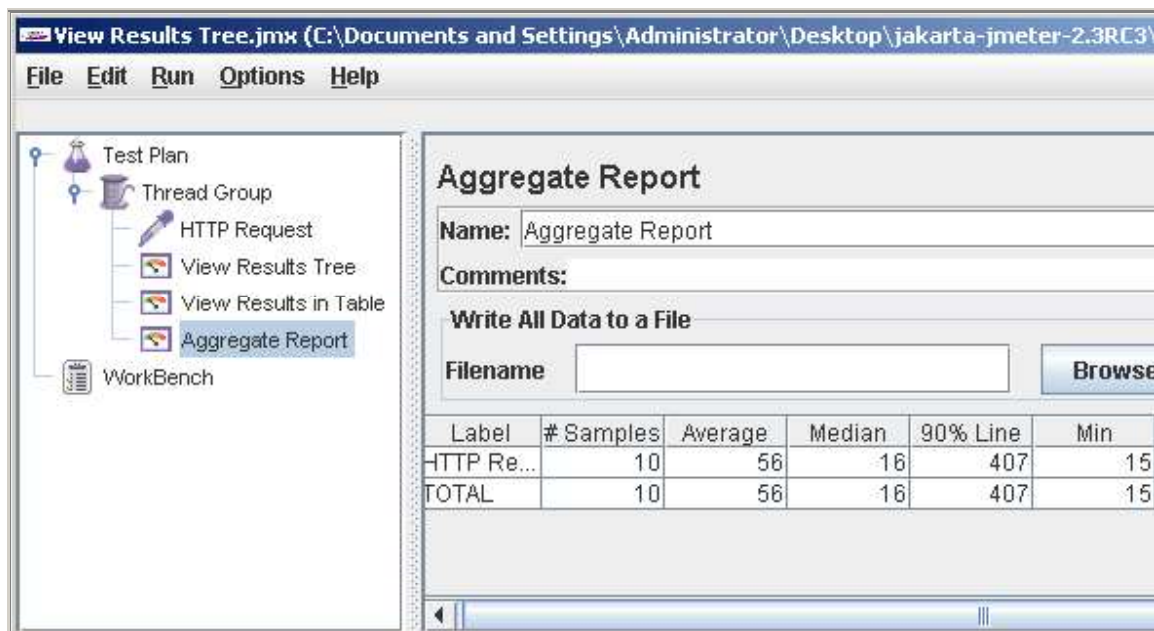 View Results Tree.jmx (C:\Documents and Settings\Administrator\Desktop\jakarta-jmeter-2.3RC3\
File Edit Run Options Help
Test Plan
Thread Group
HTTP Request
View Results Tree
View Results in Table
Aggregate Report
WorkBench
Aggregate Report
Name: Aggregate Report
Comments:
Write All Data to a File
Filename Browse
Label # Samples Average Median 90% Line Min
HTTP Re... 10 56 16 407 15
TOTAL 10 56 16 407 15